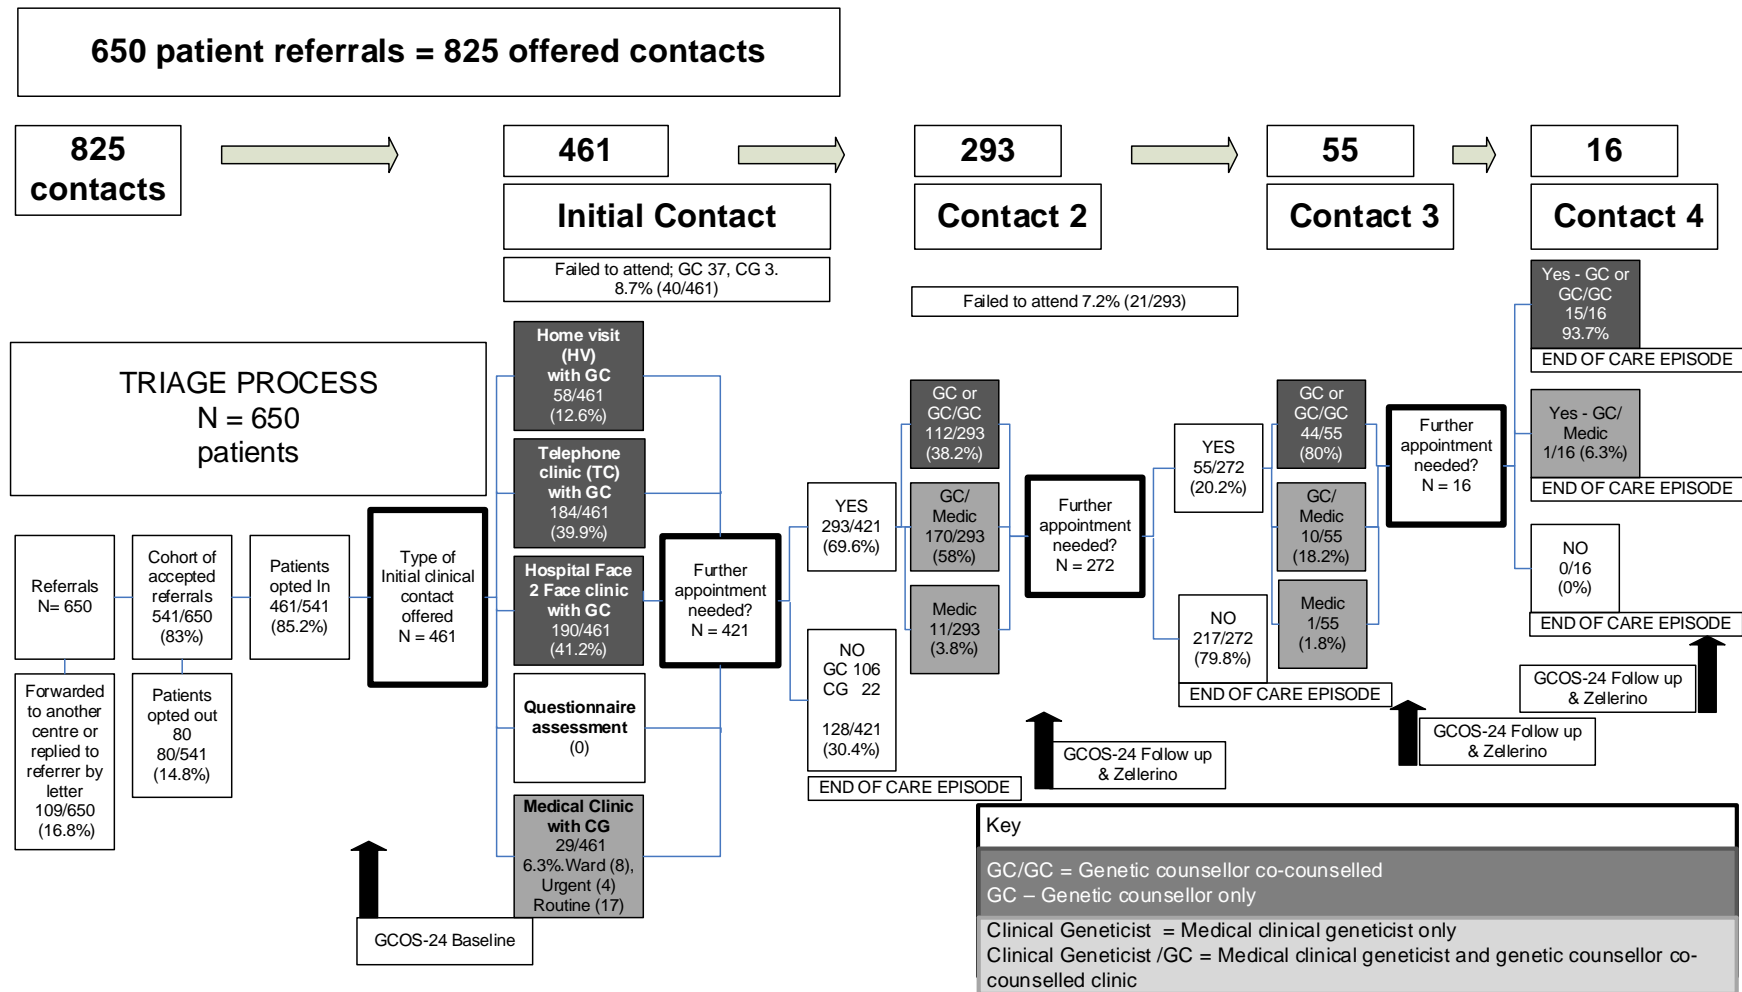 650 patient referrals = 825 offered contacts
825
contacts
461
293
55
16
Initial Contact
Contact 2
Contact 3
Contact 4
Failed to attend; GC 37, CG 3.
8.7% (40/461)
Failed to attend 7.2% (21/293)
TRIAGE PROCESS
N = 650
patients
Referrals
N= 650
Forwarded
to another
centre or
replied to
referrer by
letter
109/650
(16.8%)
Cohort of
accepted
referrals
541/650
(83%)
Patients
opted out
80
80/541
(14.8%)
Patients
opted In
461/541
(85.2%)
Type of
Initial clinical
contact
offered
N = 461
GCOS-24 Baseline
Home visit
(HV)
with GC
58/461
(12.6%)
Telephone
clinic (TC)
with GC
184/461
(39.9%)
Hospital Face
2 Face clinic
with GC
190/461
(41.2%)
Questionnaire
assessment
(0)
Medical Clinic
with CG
29/461
6.3%.Ward (8),
Urgent (4)
Routine (17)
Further
appointment
needed?
N = 421
YES
293/421
(69.6%)
NO
GC 106
CG 22
128/421
(30.4%)
END OF CARE EPISODE
GC or
GC/GC
112/293
(38.2%)
GC/
Medic
170/293
(58%)
Medic
11/293
(3.8%)
Further
appointment
needed?
N = 272
GCOS-24 Follow up
& Zellerino
YES
55/272
(20.2%)
NO
217/272
(79.8%)
END OF CARE EPISODE
GC or
GC/GC
44/55
(80%)
GC/
Medic
10/55
(18.2%)
Medic
1/55
(1.8%)
Further
appointment
needed?
N = 16
GCOS-24 Follow up
& Zellerino
Yes - GC or
GC/GC
15/16
93.7%
END OF CARE EPISODE
Yes - GC/
Medic
1/16 (6.3%)
END OF CARE EPISODE
NO
0/16
(0%)
END OF CARE EPISODE
GCOS-24 Follow up
& Zellerino
Key
GC/GC = Genetic counsellor co-counselled
GC – Genetic counsellor only
Clinical Geneticist = Medical clinical geneticist only
Clinical Geneticist /GC = Medical clinical geneticist and genetic counsellor co-
counselled clinic